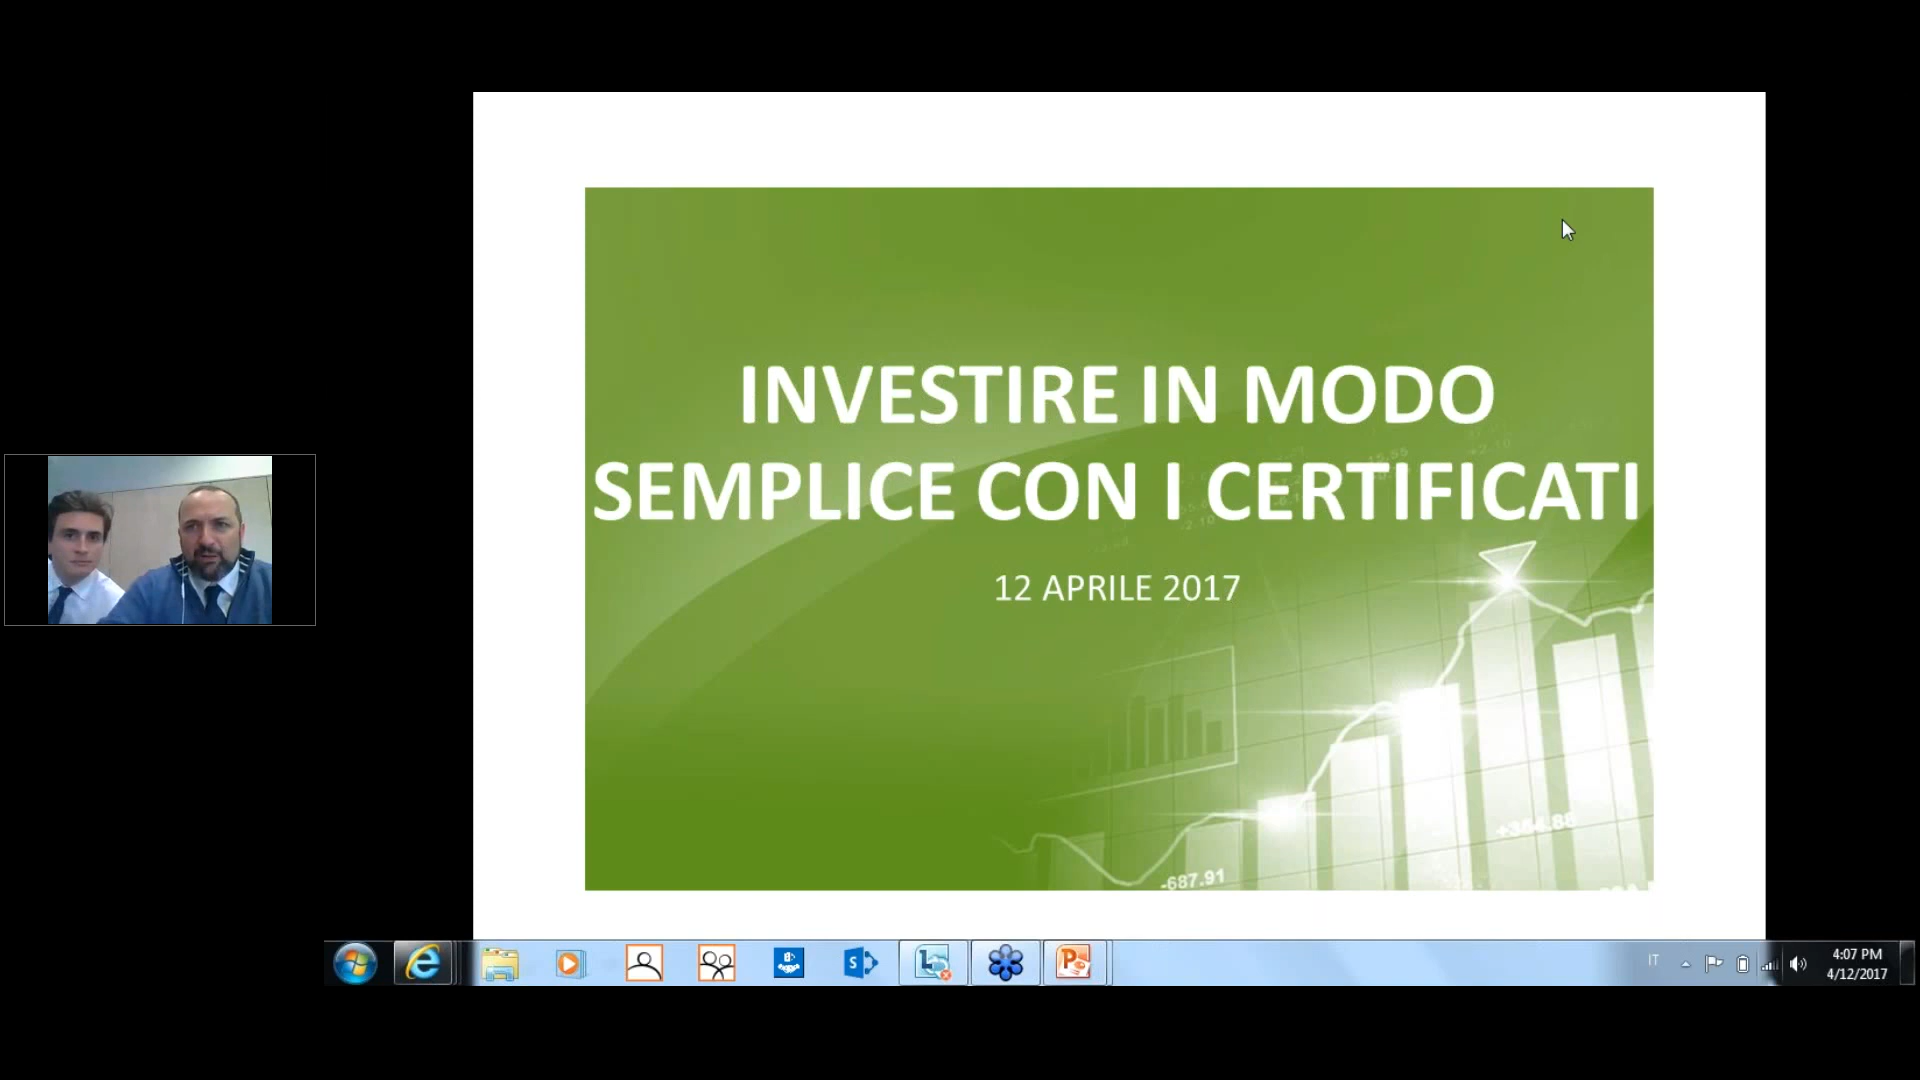 INVESTIRE IN MODO
SEMPLICE CON I CERTIFICATI
12 APRILE 2017
+354.88
-687.91
IT
4:07 PM
4/12/2017